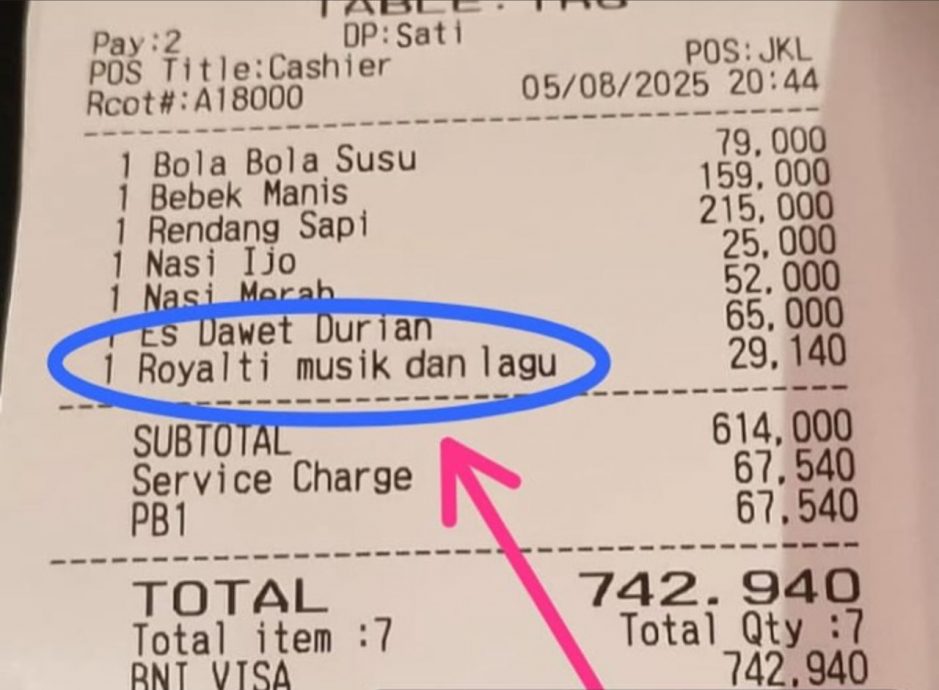 TABLE: TRG
Pay:2 DP:Sati
POS Title:Cashier POS:JKL
Rcot#:A18000 05/08/2025 20:44
1 Bola Bola Susu 79,000
1 Bebek Manis 159,000
1 Rendang Sapi 215,000
1 Nasi Ijo 25,000
1 Nasi Merah 52,000
1 Es Dawet Durian 65,000
1 Royalti musik dan lagu 29,140
SUBTOTAL 614,000
Service Charge 67.540
PB1 67.540
TOTAL 742.940
Total item :7 Total Qty :7
BNI VISA 742,940